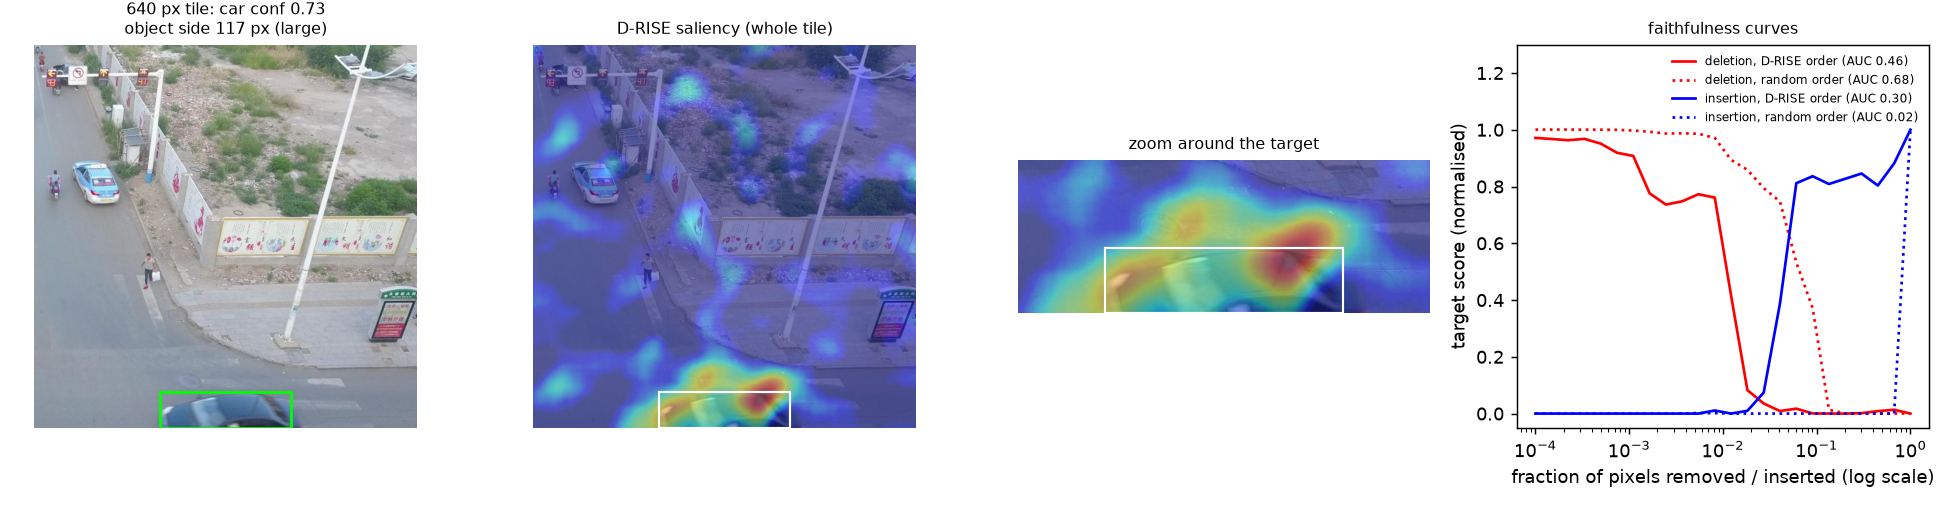 640 px tile: car conf 0.73
object side 117 px (large)
D-RISE saliency (whole tile)
zoom around the target
faithfulness curves
deletion, D-RISE order (AUC 0.46)
deletion, random order (AUC 0.68)
insertion, D-RISE order (AUC 0.30)
insertion, random order (AUC 0.02)
target score (normalised)
1.2
1.0
0.8
0.6
0.4
0.2
0.0
10⁻⁴
10⁻³
10⁻²
10⁻¹
10⁰
fraction of pixels removed / inserted (log scale)